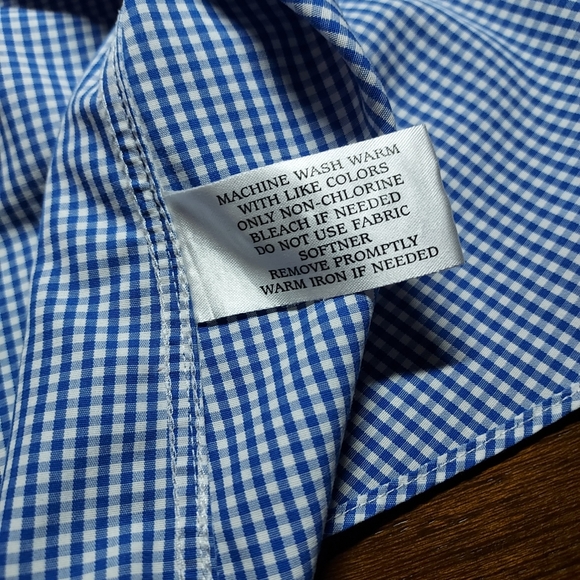 MACHINE WASH WARM
WITH LIKE COLORS
ONLY NON-CHLORINE
BLEACH IF NEEDED
DO NOT USE FABRIC
SOFTNER
REMOVE PROMPTLY
WARM IRON IF NEEDED